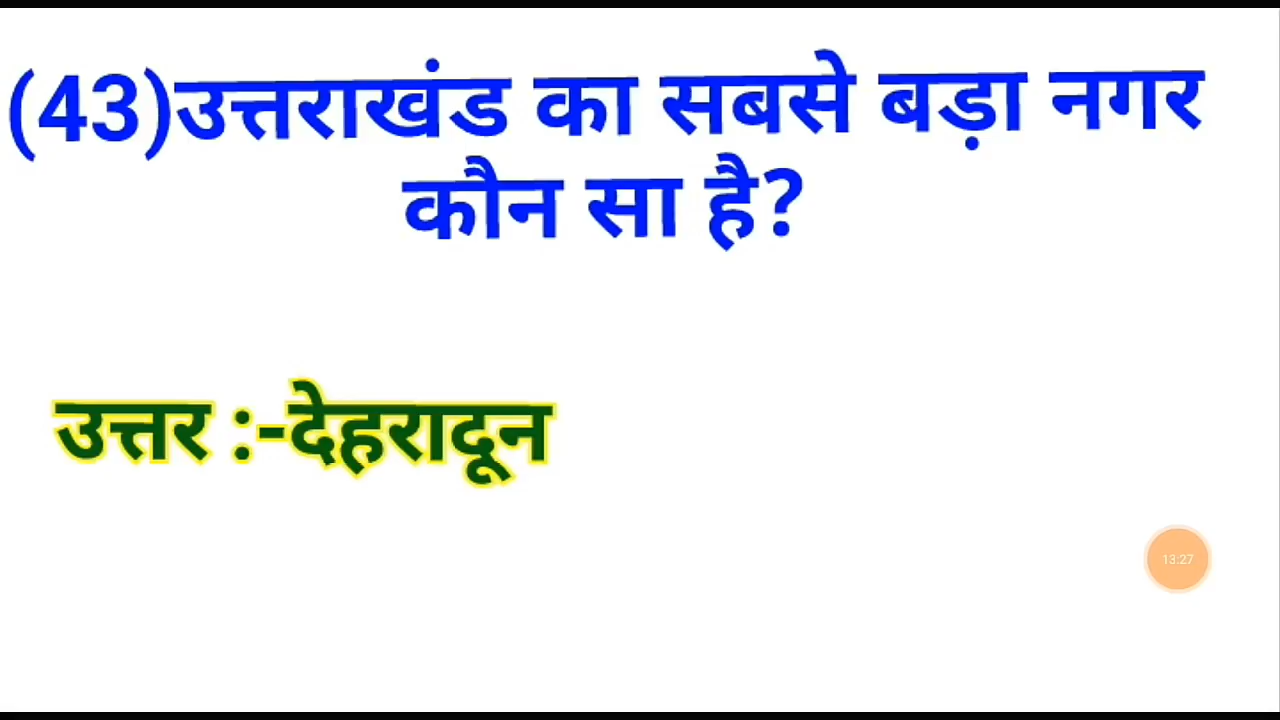 (43)उत्तराखंड का सबसे बड़ा नगर
कौन सा है?
उत्तर :-देहरादून
13:27